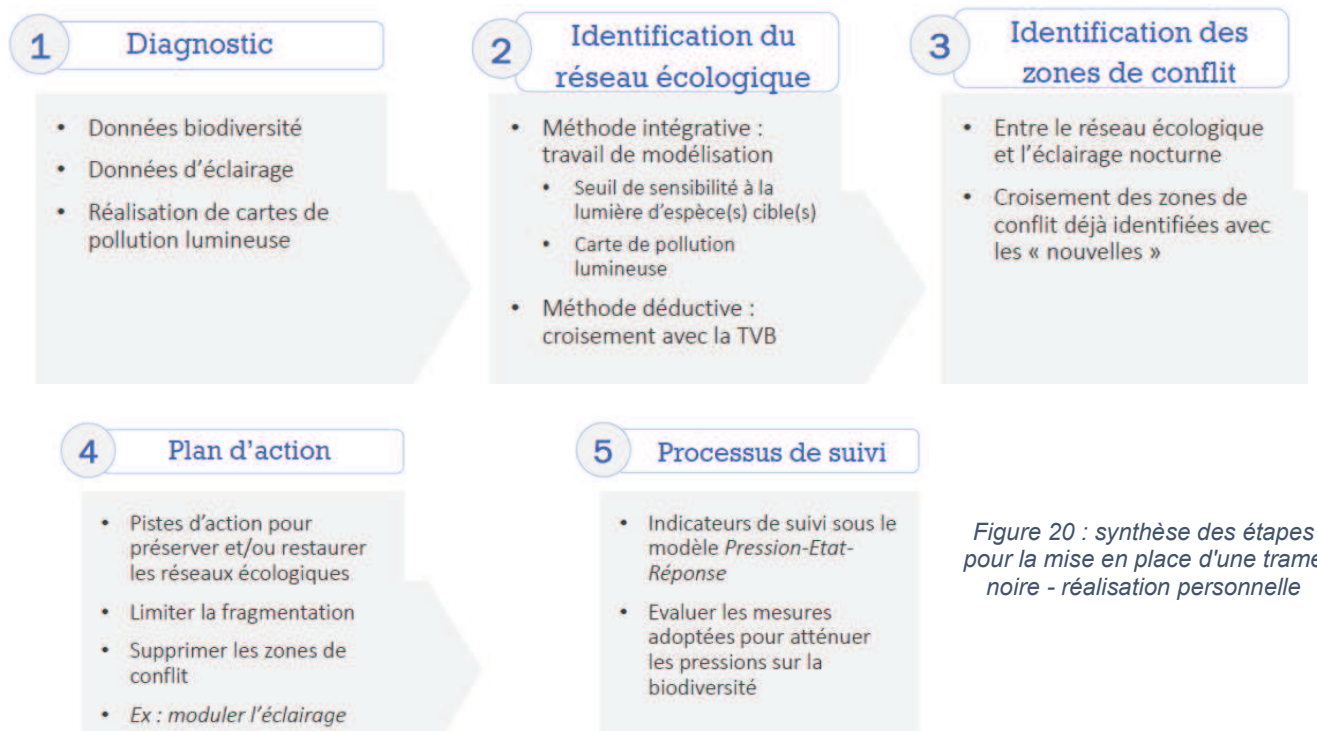 1
Diagnostic
• Données biodiversité
• Données d'éclairage
• Réalisation de cartes de
pollution lumineuse
2
Identification du
réseau écologique
• Méthode intégrative :
travail de modélisation
• Seuil de sensibilité à la
lumière d'espèce(s) cible(s)
• Carte de pollution
lumineuse
• Méthode déductive :
croisement avec la TVB
3
Identification des
zones de conflit
• Entre le réseau écologique
et l'éclairage nocturne
• Croisement des zones de
conflit déjà identifiées avec
les « nouvelles »
4
Plan d'action
• Pistes d'action pour
préserver et/ou restaurer
les réseaux écologiques
• Limiter la fragmentation
• Supprimer les zones de
conflit
• Ex : moduler l'éclairage
5
Processus de suivi
• Indicateurs de suivi sous le
modèle Pression-Etat-
Réponse
• Evaluer les mesures
adoptées pour atténuer
les pressions sur la
biodiversité
Figure 20 : synthèse des étapes
pour la mise en place d'une trame
noire - réalisation personnelle